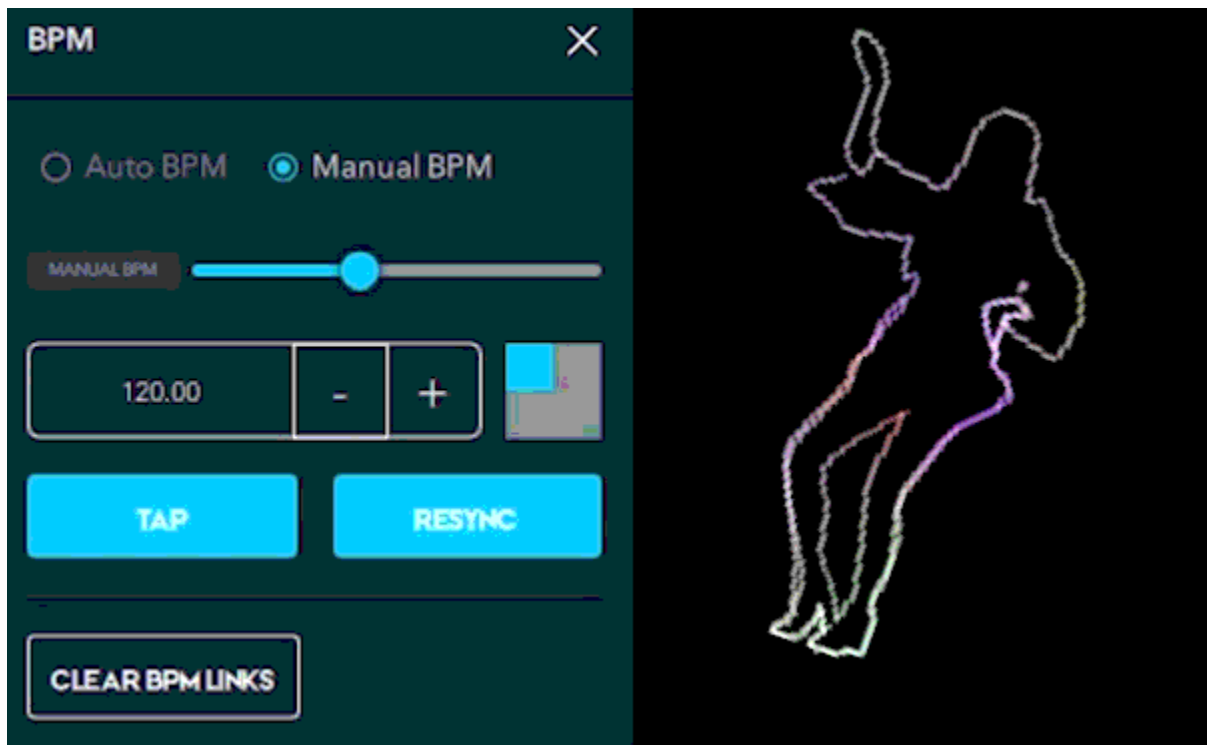 BPM
Auto BPM Manual BPM
MANUAL BPM
120.00 - +
TAP RESYNC
CLEAR BPM LINKS